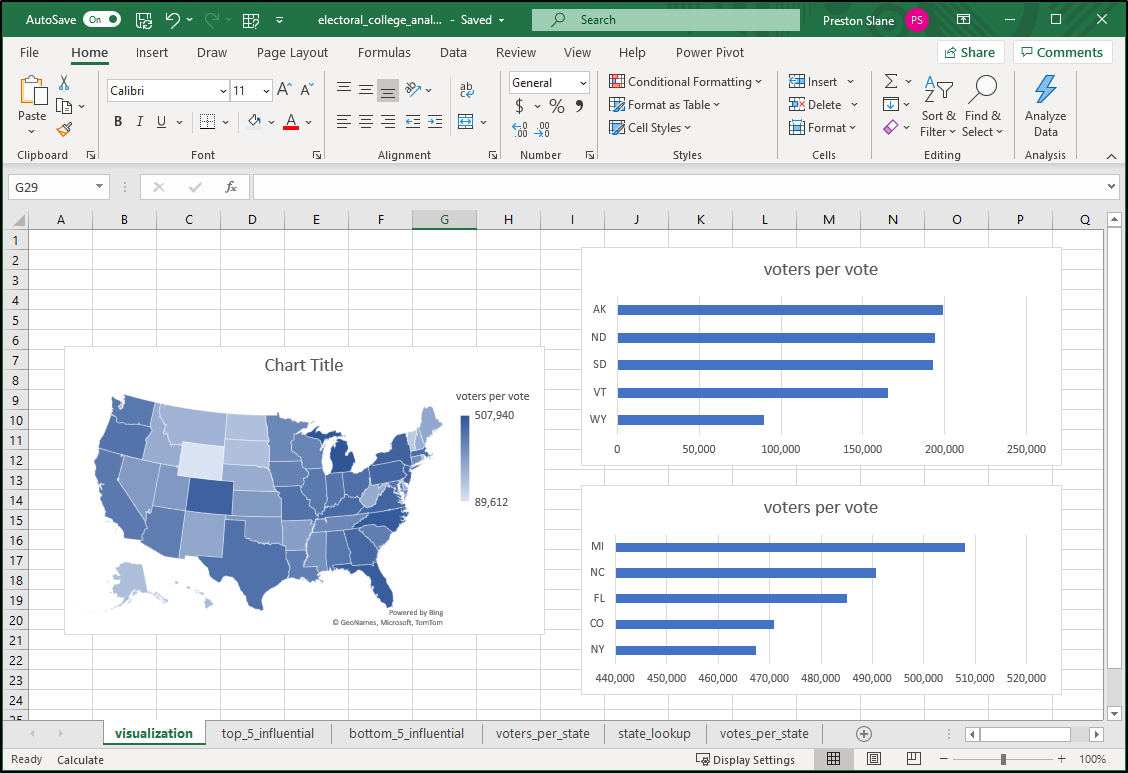 AutoSave On electoral_college_anal... - Saved Search Preston Slane PS
File Home Insert Draw Page Layout Formulas Data Review View Help Power Pivot Share Comments
Paste
Clipboard
Calibri 11
B I U A
Font
ab
Alignment
General
$ % 9
Number
Conditional Formatting
Format as Table
Cell Styles
Styles
Insert
Delete
Format
Cells
Sort &
Filter
Find &
Select
Editing
Analyze
Data
Analysis
G29 fx
A B C D E F G H I J K L M N O P Q
1
2
3
4
5
6
7
8
9
10
11
12
13
14
15
16
17
18
19
20
21
22
23
24
25
Chart Title
voters per vote
507,940
89,612
Powered by Bing
© GeoNames, Microsoft, TomTom
voters per vote
AK
ND
SD
VT
WY
0 50,000 100,000 150,000 200,000 250,000
voters per vote
MI
NC
FL
CO
NY
440,000 450,000 460,000 470,000 480,000 490,000 500,000 510,000 520,000
visualization top_5_influential bottom_5_influential voters_per_state state_lookup votes_per_state
Ready Calculate Display Settings 100%